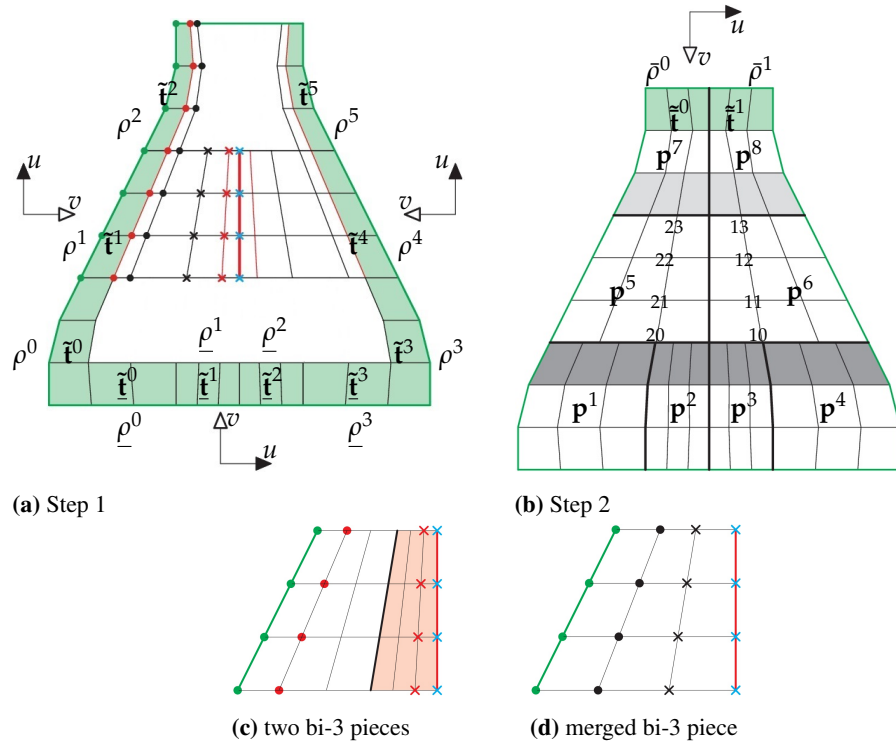 u
v
ρ̄⁰ ρ̄¹
t̃² t̃⁵
ρ² ρ⁵
u v
v u
ρ¹ t̃¹ t̃⁴ ρ⁴
ρ⁰ t̃⁰ ρ̲¹ ρ̲² t̃³ ρ³
t̲̃⁰ t̲̃¹ t̲̃² t̲̃³
ρ̲⁰ v ρ̲³
u
t̃̄⁰ t̃̄¹
p⁷ p⁸
23 13
22 12
p⁵ p⁶
21 11
20 10
p¹ p² p³ p⁴
(a) Step 1
(b) Step 2
(c) two bi-3 pieces
(d) merged bi-3 piece